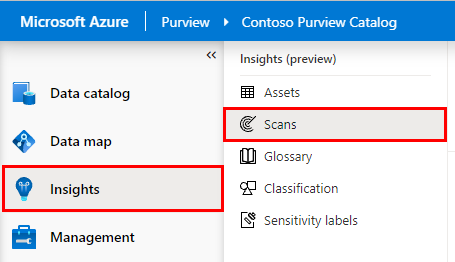 Microsoft Azure Purview Contoso Purview Catalog
«
Data catalog
Data map
Insights
Management
Insights (preview)
Assets
Scans
Glossary
Classification
Sensitivity labels